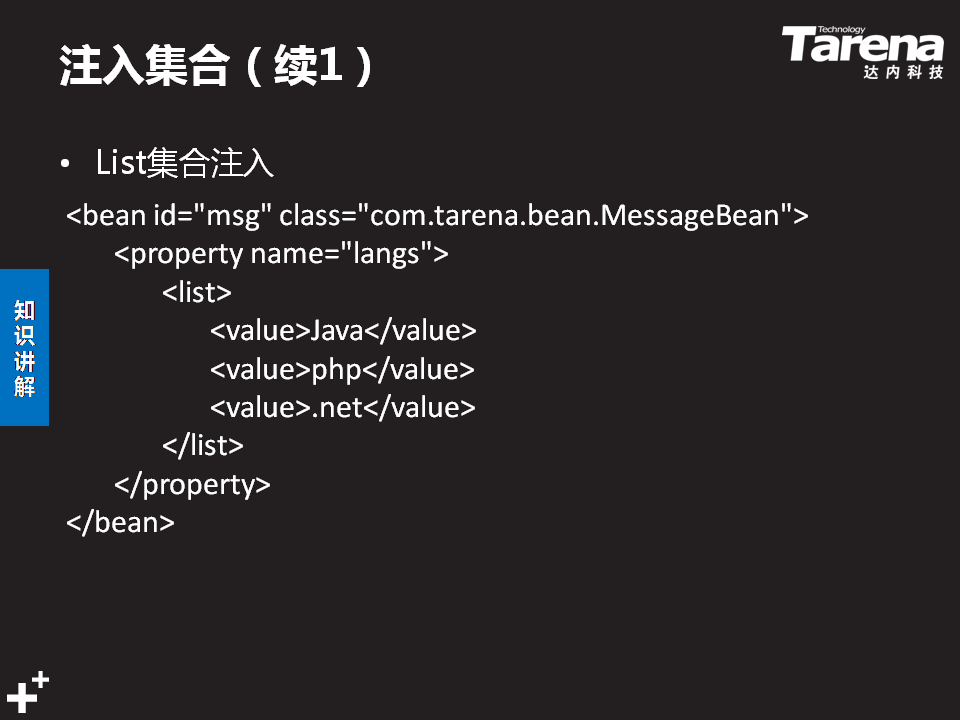 注入集合（续1）
Technology
Tarena
达内科技
• List集合注入
<bean id="msg" class="com.tarena.bean.MessageBean">
<property name="langs">
<list>
<value>Java</value>
<value>php</value>
<value>.net</value>
</list>
</property>
</bean>
知识讲解